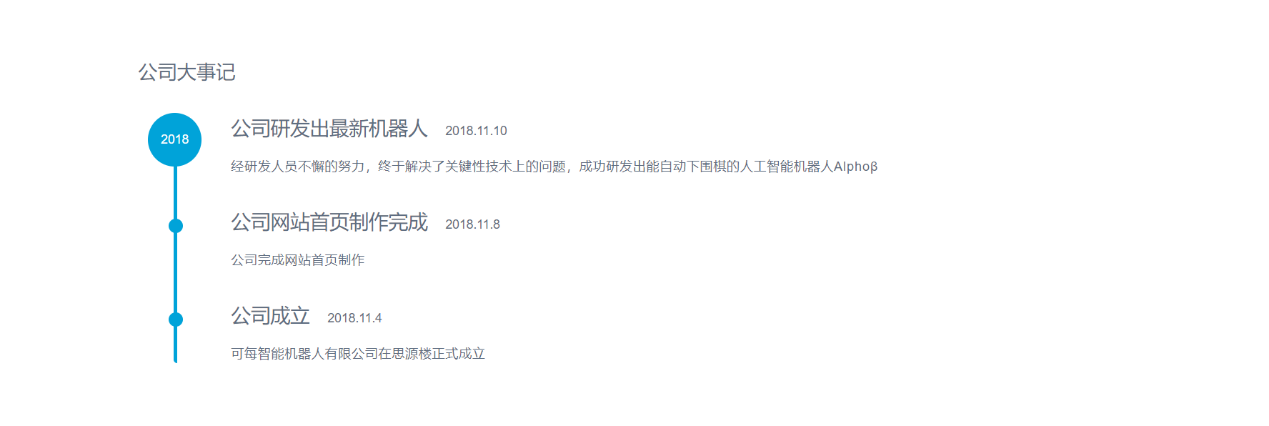 公司大事记
2018
公司研发出最新机器人 2018.11.10
经研发人员不懈的努力，终于解决了关键性技术上的问题，成功研发出能自动下围棋的人工智能机器人Alphoβ
公司网站首页制作完成 2018.11.8
公司完成网站首页制作
公司成立 2018.11.4
可每智能机器人有限公司在思源楼正式成立